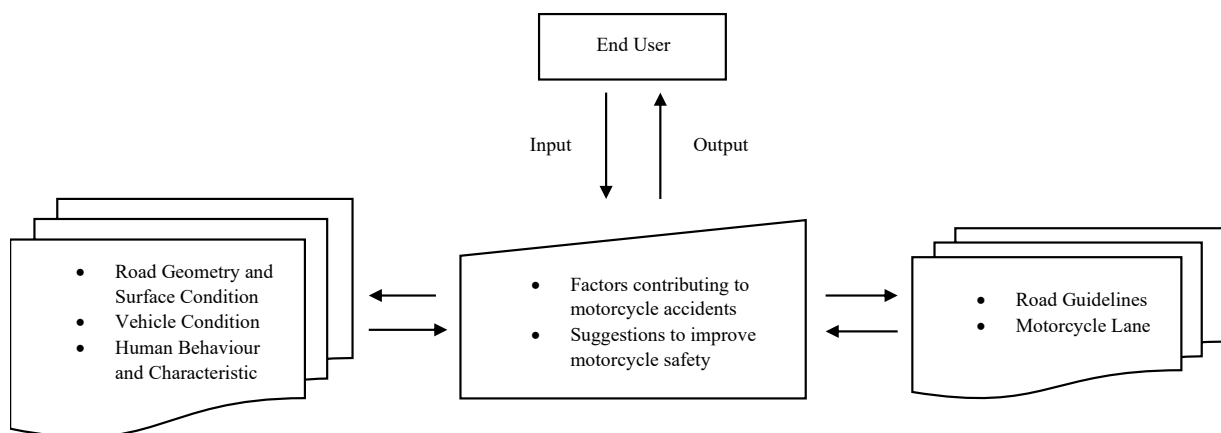 End User
Input
Output
• Road Geometry and
Surface Condition
• Vehicle Condition
• Human Behaviour
and Characteristic
• Factors contributing to
motorcycle accidents
• Suggestions to improve
motorcycle safety
• Road Guidelines
• Motorcycle Lane